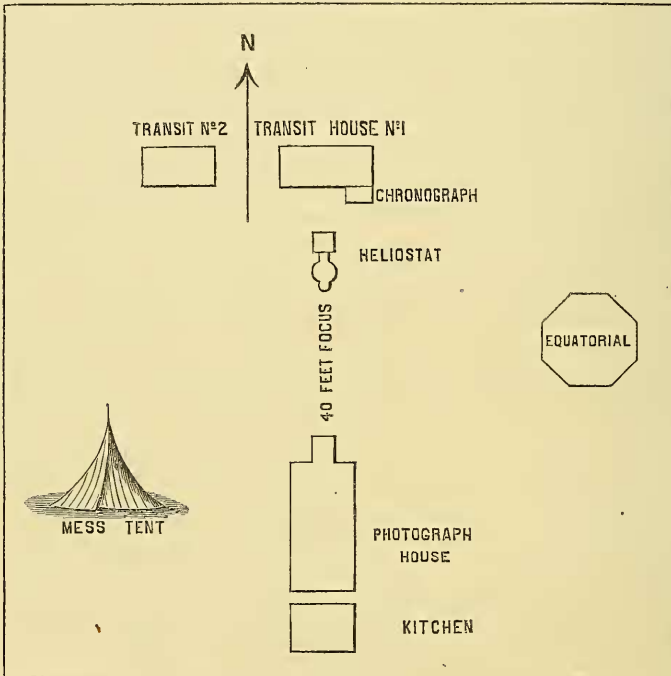 N
TRANSIT Nº2
TRANSIT HOUSE Nº1
CHRONOGRAPH
HELIOSTAT
40 FEET FOCUS
EQUATORIAL
MESS TENT
PHOTOGRAPH
HOUSE
KITCHEN